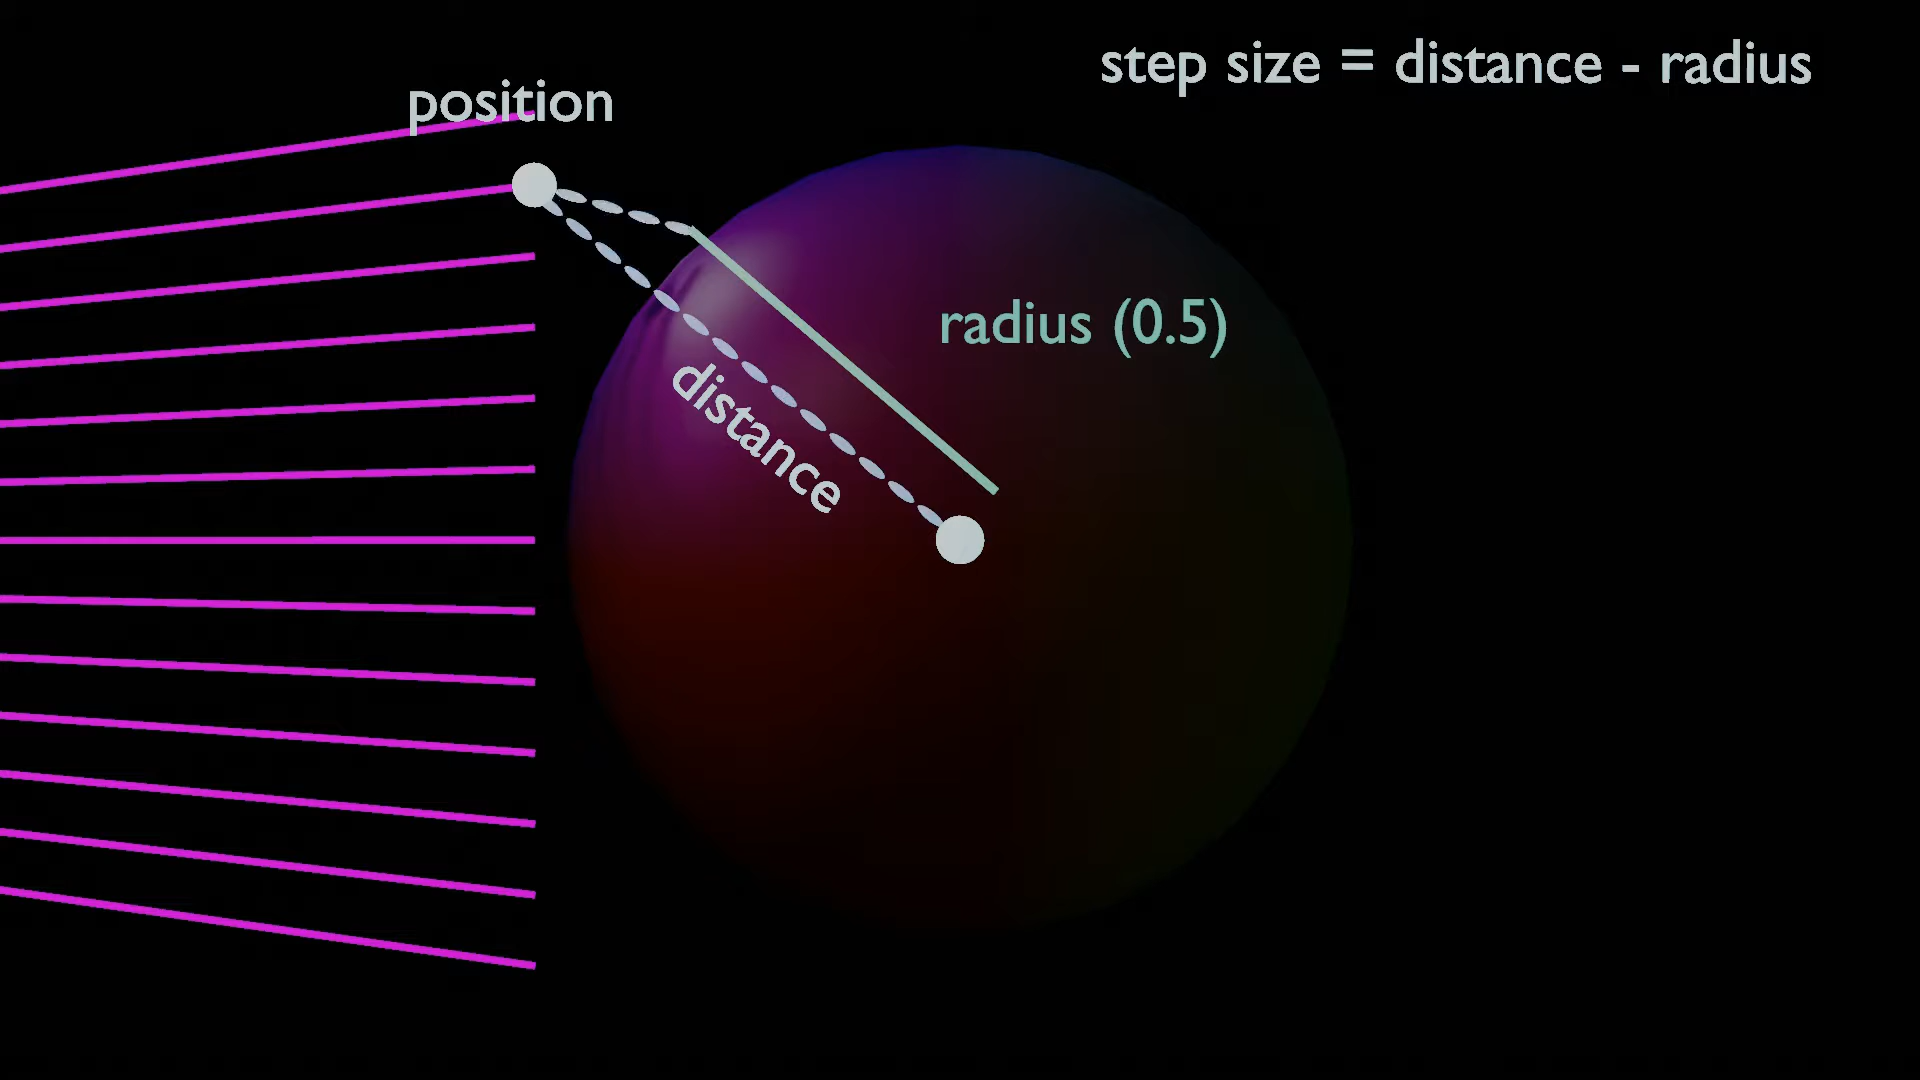 step size = distance - radius
position
radius (0.5)
distance